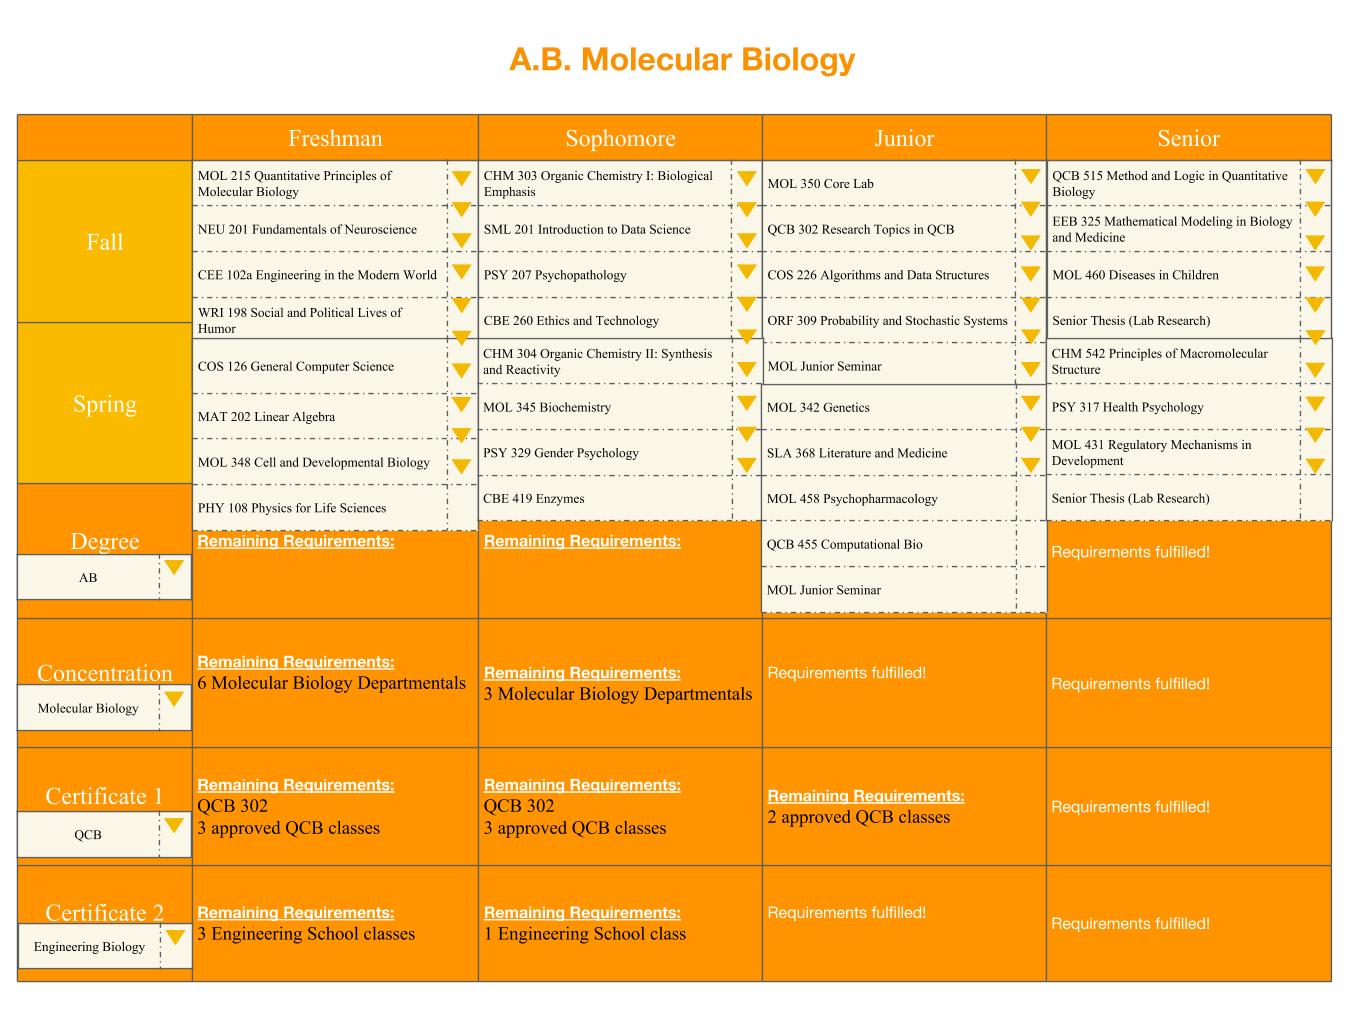 A.B. Molecular Biology
Freshman
Sophomore
Junior
Senior
Fall
MOL 215 Quantitative Principles of
Molecular Biology
NEU 201 Fundamentals of Neuroscience
CEE 102a Engineering in the Modern World
WRI 198 Social and Political Lives of
Humor
CHM 303 Organic Chemistry I: Biological
Emphasis
SML 201 Introduction to Data Science
PSY 207 Psychopathology
CBE 260 Ethics and Technology
MOL 350 Core Lab
QCB 302 Research Topics in QCB
COS 226 Algorithms and Data Structures
ORF 309 Probability and Stochastic Systems
MOL Junior Seminar
QCB 515 Method and Logic in Quantitative
Biology
EEB 325 Mathematical Modeling in Biology
and Medicine
MOL 460 Diseases in Children
Senior Thesis (Lab Research)
Spring
COS 126 General Computer Science
MAT 202 Linear Algebra
MOL 348 Cell and Developmental Biology
PHY 108 Physics for Life Sciences
CHM 304 Organic Chemistry II: Synthesis
and Reactivity
MOL 345 Biochemistry
PSY 329 Gender Psychology
CBE 419 Enzymes
MOL 342 Genetics
SLA 368 Literature and Medicine
MOL 458 Psychopharmacology
QCB 455 Computational Bio
MOL Junior Seminar
CHM 542 Principles of Macromolecular
Structure
PSY 317 Health Psychology
MOL 431 Regulatory Mechanisms in
Development
Senior Thesis (Lab Research)
Degree
AB
Remaining Requirements:
Remaining Requirements:
Requirements fulfilled!
Concentration
Molecular Biology
Remaining Requirements:
6 Molecular Biology Departmentals
Remaining Requirements:
3 Molecular Biology Departmentals
Requirements fulfilled!
Requirements fulfilled!
Certificate 1
QCB
Remaining Requirements:
QCB 302
3 approved QCB classes
Remaining Requirements:
QCB 302
3 approved QCB classes
Remaining Requirements:
2 approved QCB classes
Requirements fulfilled!
Certificate 2
Engineering Biology
Remaining Requirements:
3 Engineering School classes
Remaining Requirements:
1 Engineering School class
Requirements fulfilled!
Requirements fulfilled!